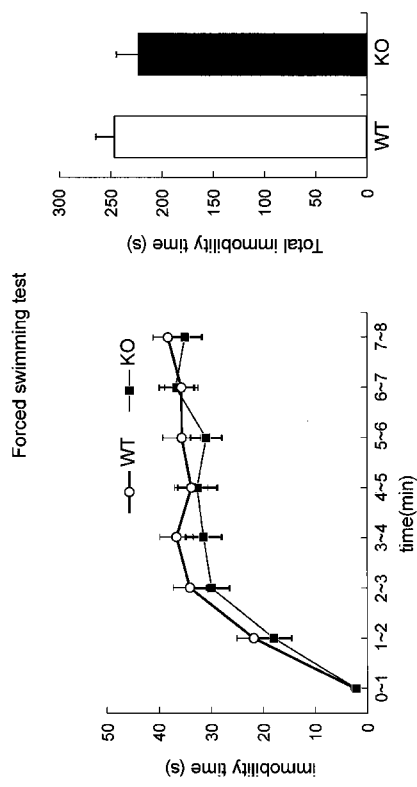 Forced swimming test
WT
KO
immobility time (s)
50
40
30
20
10
0
0~1
1~2
2~3
3~4
4~5
5~6
6~7
7~8
time(min)
Total immobility time (s)
300
250
200
150
100
50
0
WT
KO